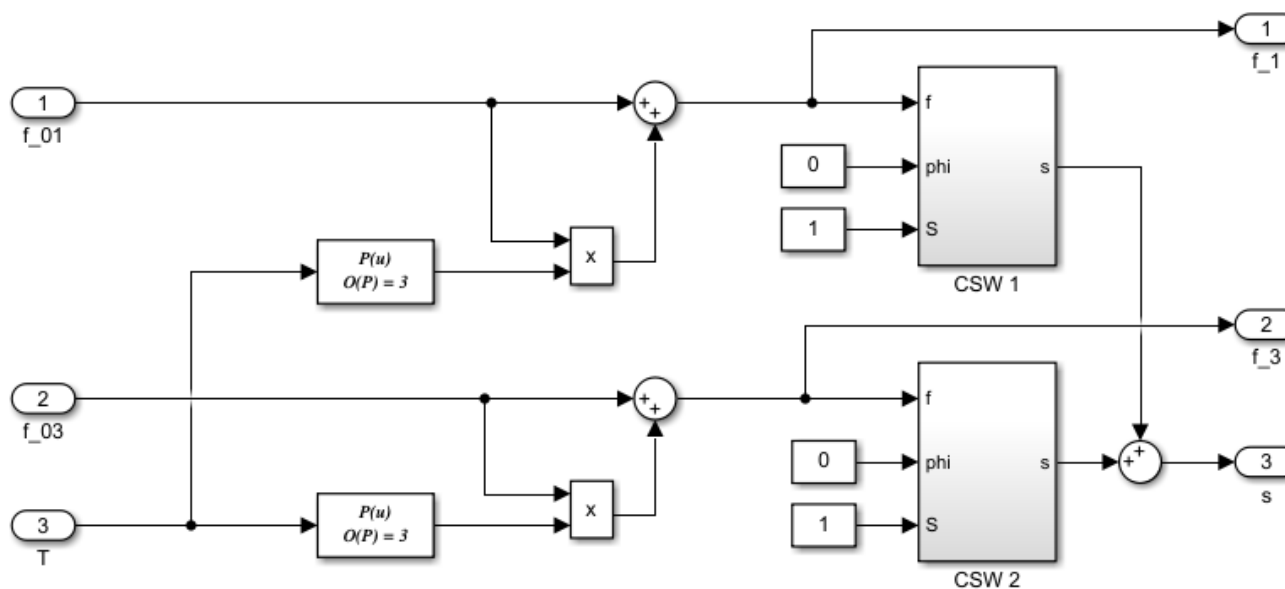 1
f_1
1
f_01
+
+
f
0
phi
s
x
1
S
P(u)
O(P) = 3
CSW 1
2
f_3
2
f_03
+
+
f
0
phi
s
+
+
3
s
x
1
S
P(u)
O(P) = 3
3
T
CSW 2